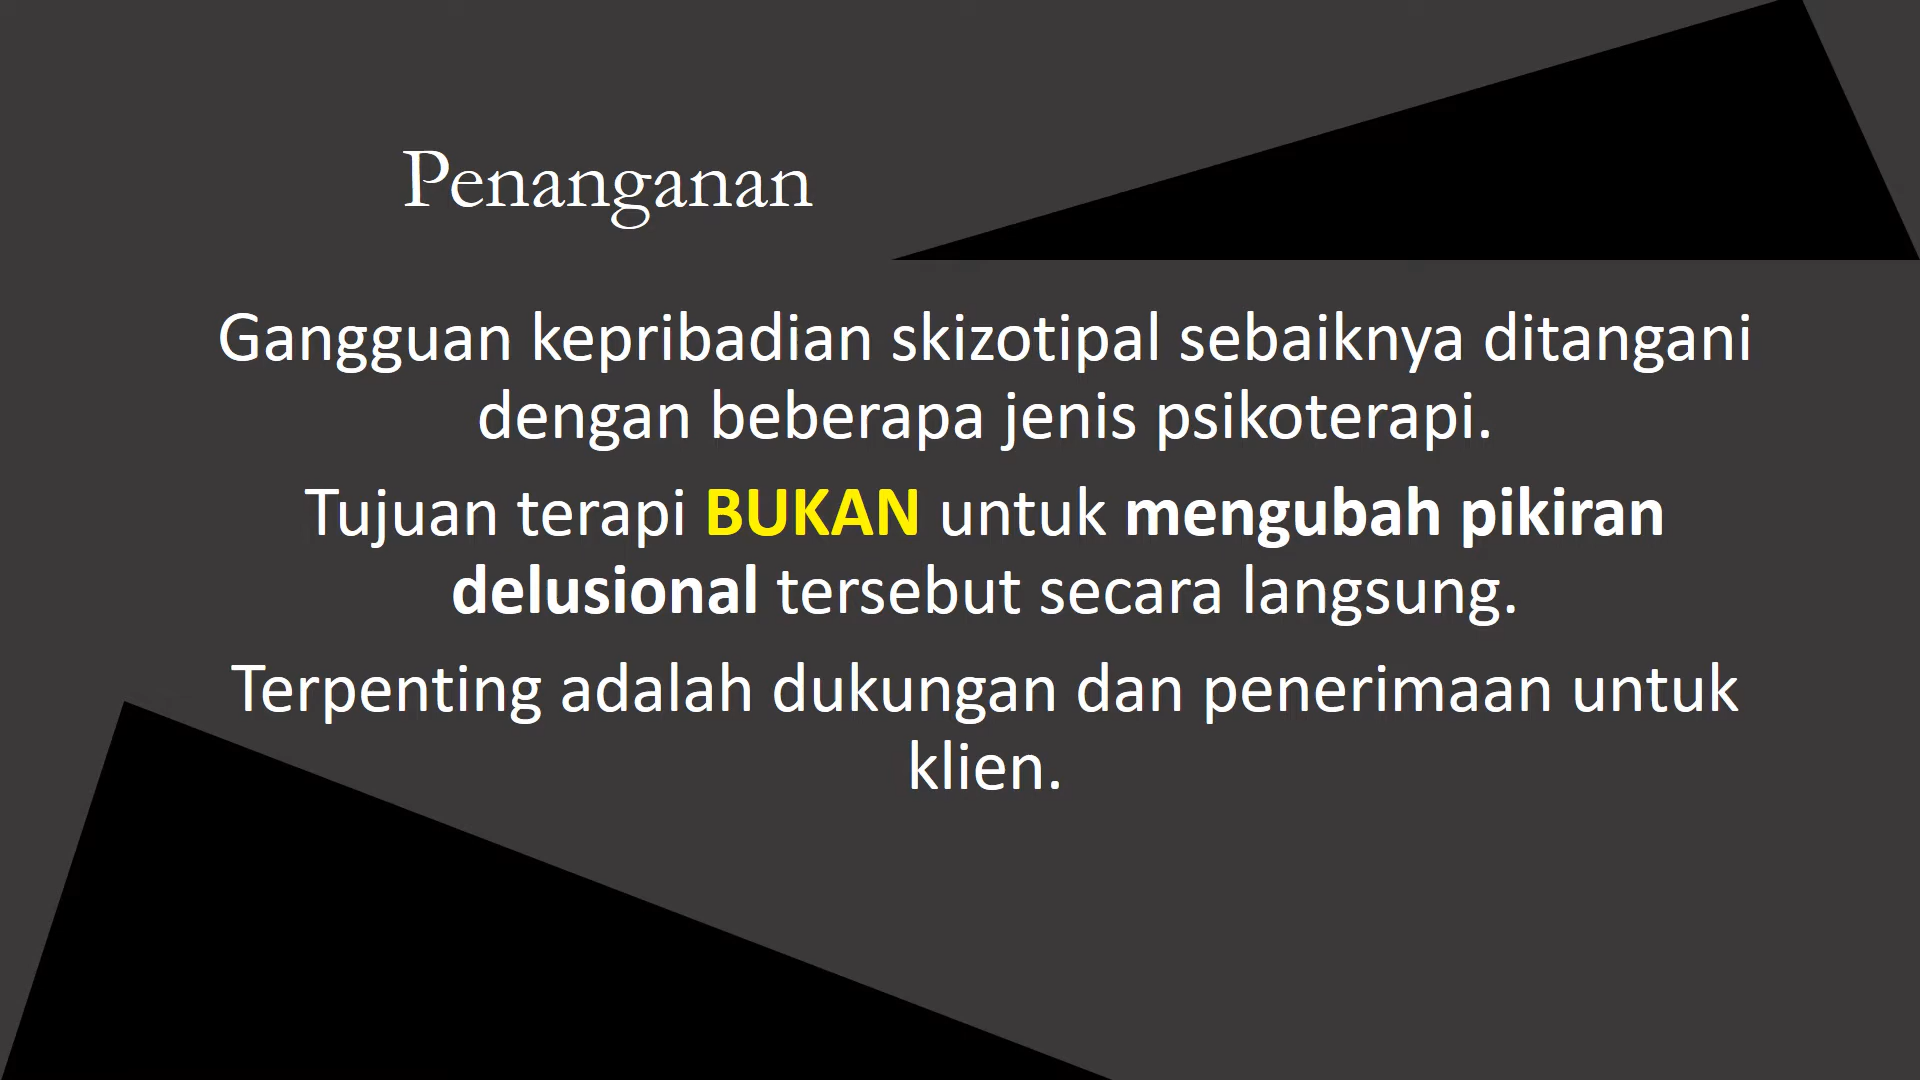 Penanganan
Gangguan kepribadian skizotipal sebaiknya ditangani
dengan beberapa jenis psikoterapi.
Tujuan terapi BUKAN untuk mengubah pikiran
delusional tersebut secara langsung.
Terpenting adalah dukungan dan penerimaan untuk
klien.